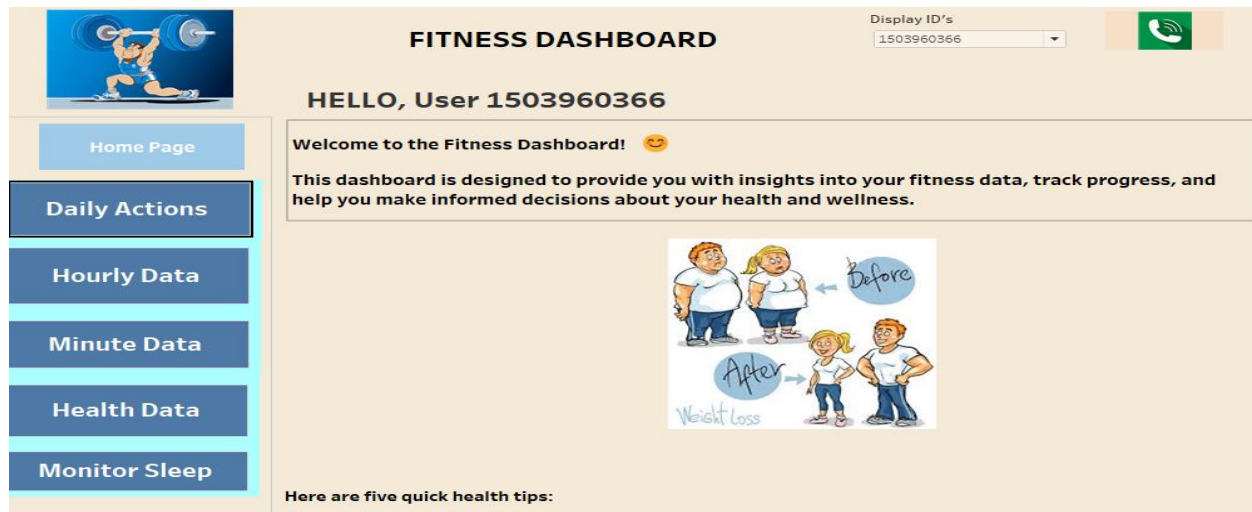 FITNESS DASHBOARD
Display ID's
1503960366
HELLO, User 1503960366
Home Page
Daily Actions
Hourly Data
Minute Data
Health Data
Monitor Sleep
Welcome to the Fitness Dashboard!
This dashboard is designed to provide you with insights into your fitness data, track progress, and
help you make informed decisions about your health and wellness.
Before
After
Weight Loss
Here are five quick health tips: